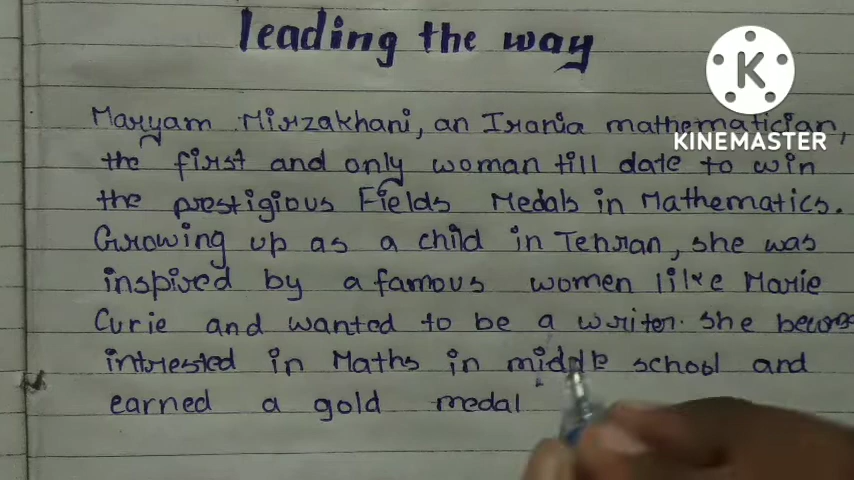 leading the way
Maryam Mirzakhani, an Irania mathematician,
the first and only woman till date to win
the prestigious Fields Medals in Mathematics.
Growing up as a child in Tehran, she was
inspired by a famous women like Marie
Curie and wanted to be a writer. She
intrested in Maths in middle school and
earned a gold medal
K
KINEMASTER